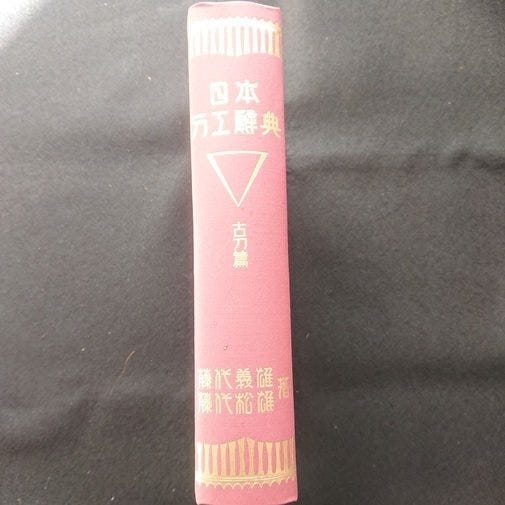 日本
刀工辭典
古刀篇
藤代義雄
藤代松雄 著